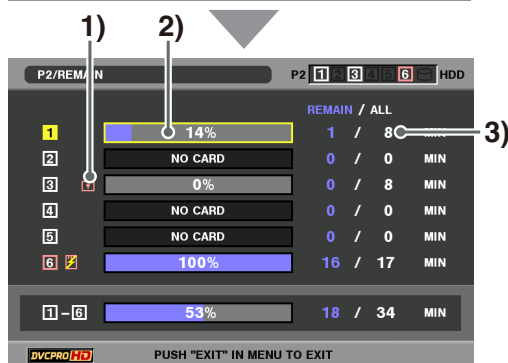 1) 2)
P2/REMAIN P2 1 2 3 4 5 6 HDD
REMAIN / ALL
1 14% 1 / 8 MIN 3)
2 NO CARD 0 / 0 MIN
3 0% 0 / 8 MIN
4 NO CARD 0 / 0 MIN
5 NO CARD 0 / 0 MIN
6 100% 16 / 17 MIN
1-6 53% 18 / 34 MIN
DVCPRO HD PUSH "EXIT" IN MENU TO EXIT